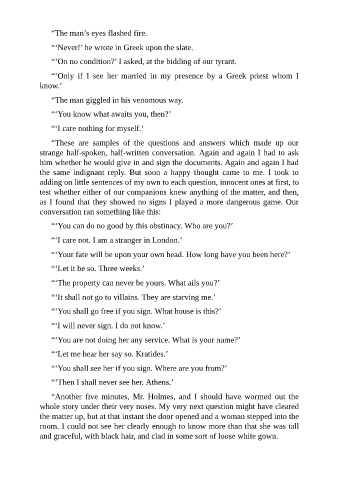 “The man’s eyes flashed fire.
“‘Never!’ he wrote in Greek upon the slate.
“‘On no condition?’ I asked, at the bidding of our tyrant.
“‘Only if I see her married in my presence by a Greek priest whom I
know.’
“The man giggled in his venomous way.
“‘You know what awaits you, then?’
“‘I care nothing for myself.’
“These are samples of the questions and answers which made up our
strange half-spoken, half-written conversation. Again and again I had to ask
him whether he would give in and sign the documents. Again and again I had
the same indignant reply. But soon a happy thought came to me. I took to
adding on little sentences of my own to each question, innocent ones at first, to
test whether either of our companions knew anything of the matter, and then,
as I found that they showed no signs I played a more dangerous game. Our
conversation ran something like this:
“‘You can do no good by this obstinacy. Who are you?’
“‘I care not. I am a stranger in London.’
“‘Your fate will be upon your own head. How long have you been here?’
“‘Let it be so. Three weeks.’
“‘The property can never be yours. What ails you?’
“‘It shall not go to villains. They are starving me.’
“‘You shall go free if you sign. What house is this?’
“‘I will never sign. I do not know.’
“‘You are not doing her any service. What is your name?’
“‘Let me hear her say so. Kratides.’
“‘You shall see her if you sign. Where are you from?’
“‘Then I shall never see her. Athens.’
“Another five minutes, Mr. Holmes, and I should have wormed out the
whole story under their very noses. My very next question might have cleared
the matter up, but at that instant the door opened and a woman stepped into the
room. I could not see her clearly enough to know more than that she was tall
and graceful, with black hair, and clad in some sort of loose white gown.